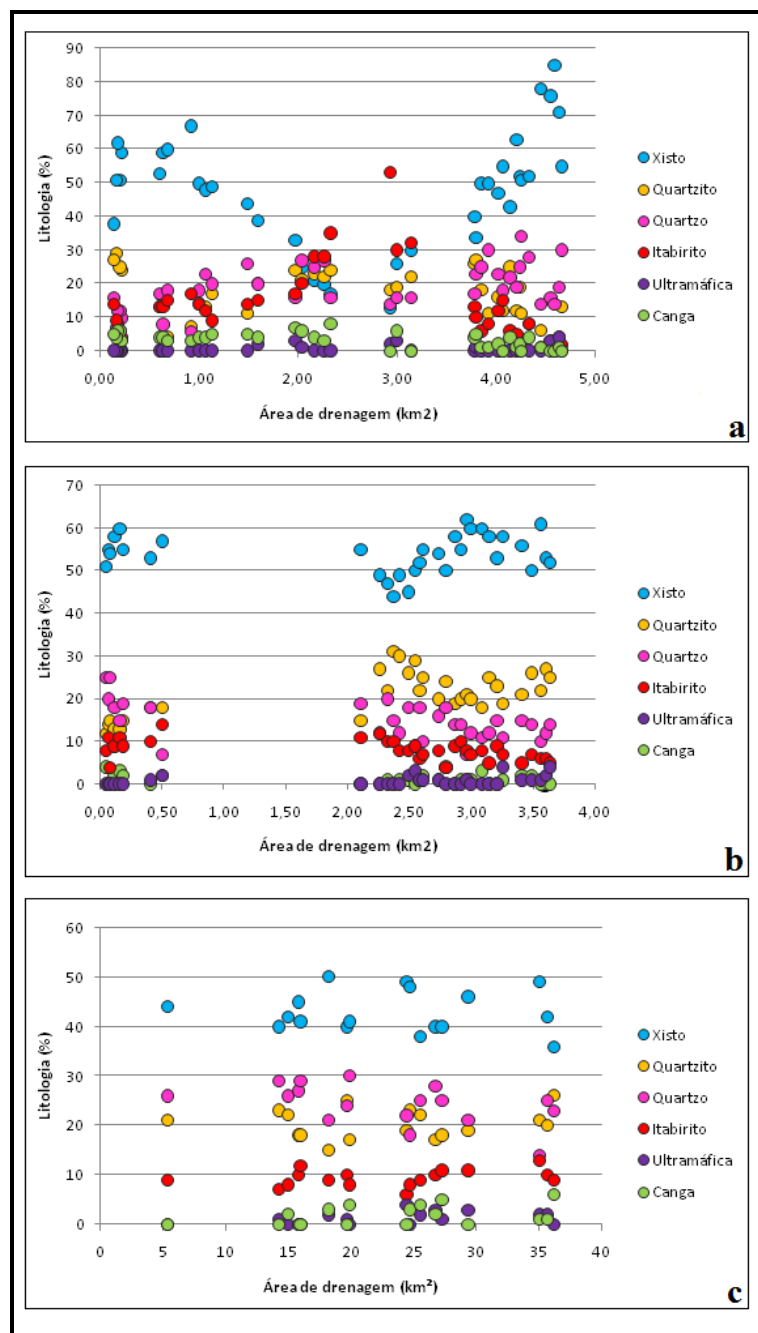 90
80
70
60
50
40
30
20
10
0
Litologia (%)
0,00 1,00 2,00 3,00 4,00 5,00
Área de drenagem (km2)
Xisto
Quartzito
Quartzo
Itabirito
Ultramáfica
Canga
a
70
60
50
40
30
20
10
0
Litologia (%)
0,00 0,50 1,00 1,50 2,00 2,50 3,00 3,50 4,00
Área de drenagem (km2)
Xisto
Quartzito
Quartzo
Itabirito
Ultramáfica
Canga
b
60
50
40
30
20
10
0
Litologia (%)
0 5 10 15 20 25 30 35 40
Área de drenagem (km²)
Xisto
Quartzito
Quartzo
Itabirito
Ultramáfica
Canga
c